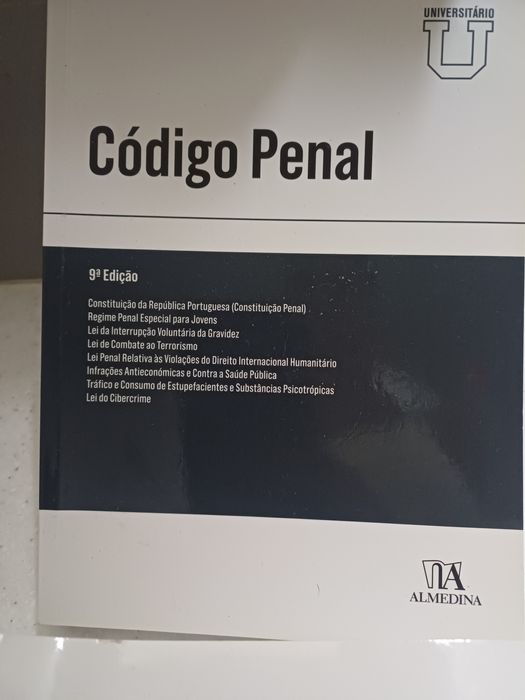 UNIVERSITÁRIO
U
Código Penal
9ª Edição
Constituição da República Portuguesa (Constituição Penal)
Regime Penal Especial para Jovens
Lei da Interrupção Voluntária da Gravidez
Lei de Combate ao Terrorismo
Lei Penal Relativa às Violações do Direito Internacional Humanitário
Infrações Antieconómicas e Contra a Saúde Pública
Tráfico e Consumo de Estupefacientes e Substâncias Psicotrópicas
Lei do Cibercrime
ALMEDINA